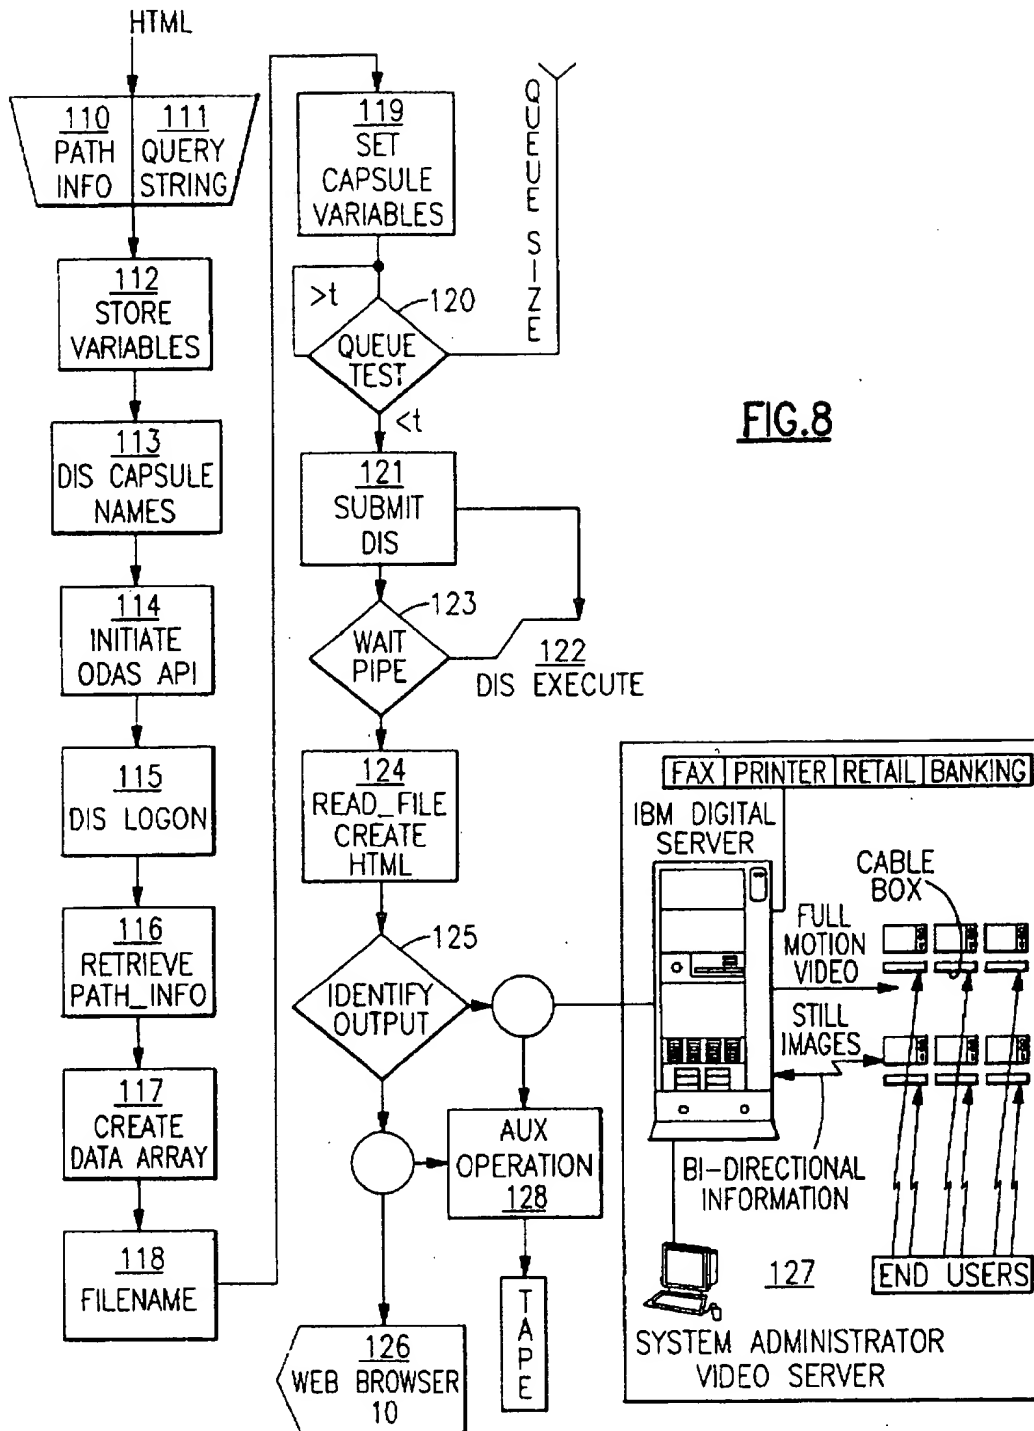 HTML
110
PATH
INFO
111
QUERY
STRING
112
STORE
VARIABLES
113
DIS CAPSULE
NAMES
114
INITIATE
ODAS API
115
DIS LOGON
116
RETRIEVE
PATH_INFO
117
CREATE
DATA ARRAY
118
FILENAME
119
SET
CAPSULE
VARIABLES
QUEUE SIZE
>t
120
QUEUE
TEST
<t
121
SUBMIT
DIS
123
WAIT
PIPE
122
DIS EXECUTE
124
READ_FILE
CREATE
HTML
125
IDENTIFY
OUTPUT
AUX
OPERATION
128
TAPE
126
WEB BROWSER
10
FIG.8
FAX PRINTER RETAIL BANKING
IBM DIGITAL
SERVER
CABLE
BOX
FULL
MOTION
VIDEO
STILL
IMAGES
BI-DIRECTIONAL
INFORMATION
127
END USERS
SYSTEM ADMINISTRATOR
VIDEO SERVER